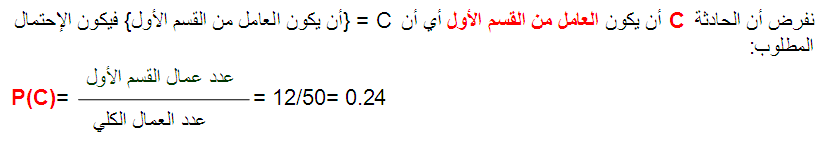 نفرض أن الحادثة C أن يكون العامل من القسم الأول أي أن C = {أن يكون العامل من القسم الأول} فيكون الإحتمال
المطلوب:
عدد عمال القسم الأول
P(C)= = 12/50= 0.24
عدد العمال الكلي